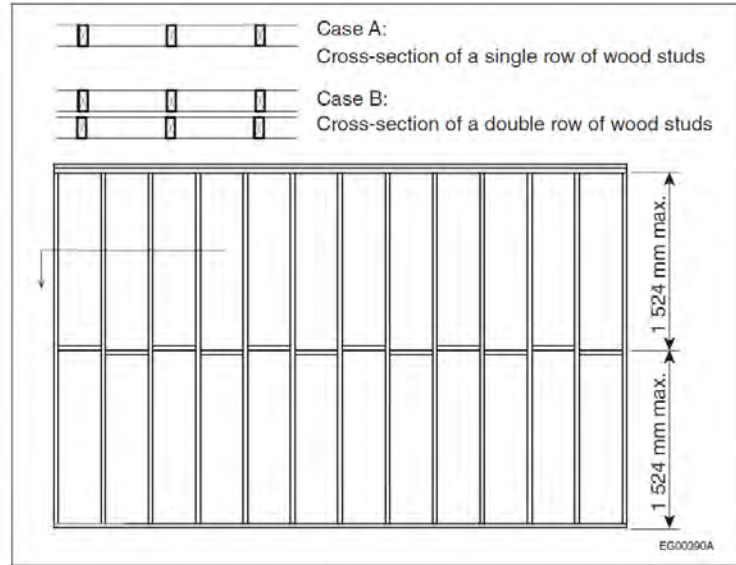 Case A:
Cross-section of a single row of wood studs
Case B:
Cross-section of a double row of wood studs
1 524 mm max.
1 524 mm max.
EG00390A